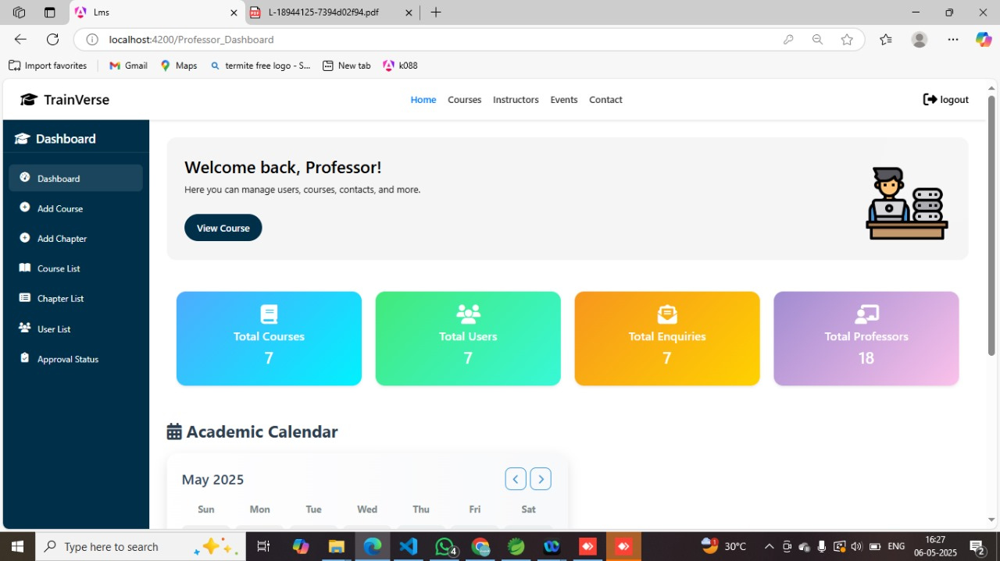 Lms
L-18944125-7394d02f94.pdf
localhost:4200/Professor_Dashboard
Import favorites
Gmail
Maps
termite free logo - S...
New tab
k088
TrainVerse
Home
Courses
Instructors
Events
Contact
logout
Dashboard
Dashboard
Add Course
Add Chapter
Course List
Chapter List
User List
Approval Status
Welcome back, Professor!
Here you can manage users, courses, contacts, and more.
View Course
Total Courses
7
Total Users
7
Total Enquiries
7
Total Professors
18
Academic Calendar
May 2025
Sun Mon Tue Wed Thu Fri Sat
Type here to search
4
1
30°C
ENG
16:27
06-05-2025
2